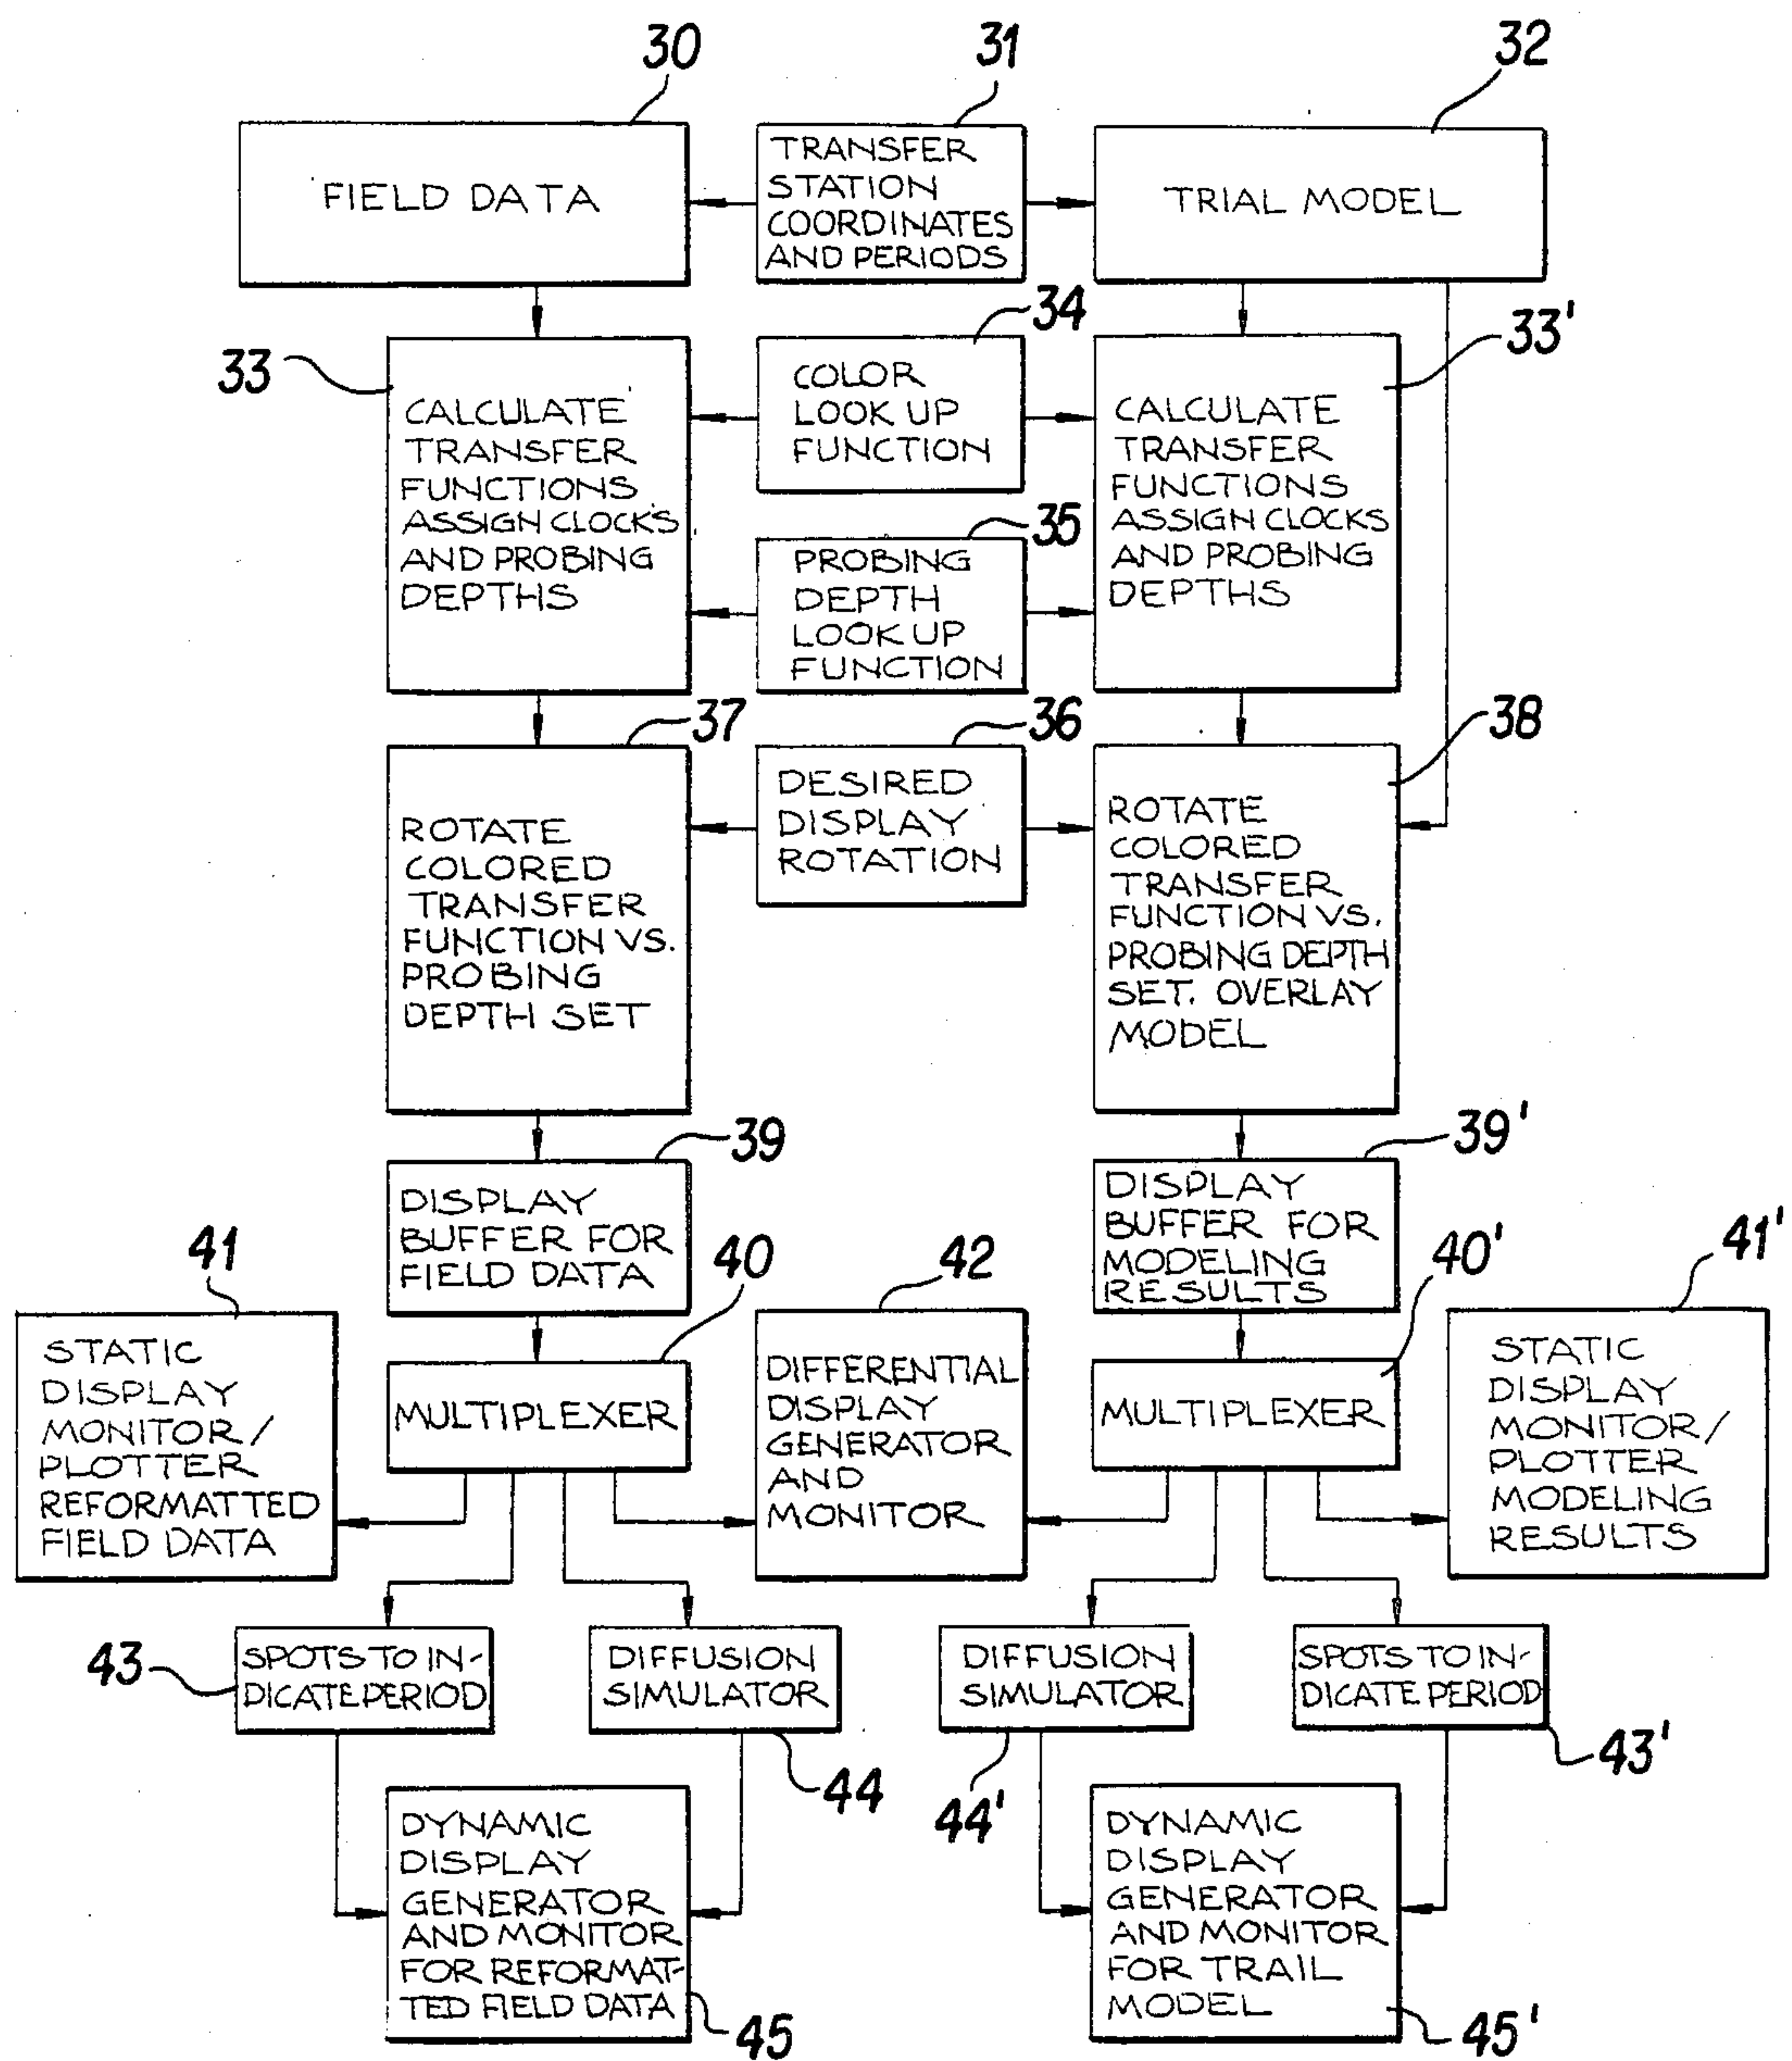 30
31
32
FIELD DATA
TRANSFER
STATION
COORDINATES
AND PERIODS
TRIAL MODEL
33
34
33'
CALCULATE
TRANSFER
FUNCTIONS
ASSIGN CLOCKS
AND PROBING
DEPTHS
COLOR
LOOK UP
FUNCTION
CALCULATE
TRANSFER
FUNCTIONS
ASSIGN CLOCKS
AND PROBING
DEPTHS
35
PROBING
DEPTH
LOOK UP
FUNCTION
37
36
38
ROTATE
COLORED
TRANSFER
FUNCTION VS.
PROBING
DEPTH SET
DESIRED
DISPLAY
ROTATION
ROTATE
COLORED
TRANSFER
FUNCTION VS.
PROBING DEPTH
SET. OVERLAY
MODEL
39
39'
DISPLAY
BUFFER FOR
FIELD DATA
DISPLAY
BUFFER FOR
MODELING
RESULTS
41
40
42
40'
41'
STATIC
DISPLAY
MONITOR/
PLOTTER
REFORMATTED
FIELD DATA
MULTIPLEXER
DIFFERENTIAL
DISPLAY
GENERATOR
AND
MONITOR
MULTIPLEXER
STATIC
DISPLAY
MONITOR/
PLOTTER
MODELING
RESULTS
43
SPOTS TO IN-
DICATE PERIOD
DIFFUSION
SIMULATOR
DIFFUSION
SIMULATOR
SPOTS TO IN-
DICATE PERIOD
44
44'
43'
DYNAMIC
DISPLAY
GENERATOR
AND MONITOR
FOR REFORMAT-
TED FIELD DATA
DYNAMIC
DISPLAY
GENERATOR
AND MONITOR
FOR TRAIL
MODEL
45
45'